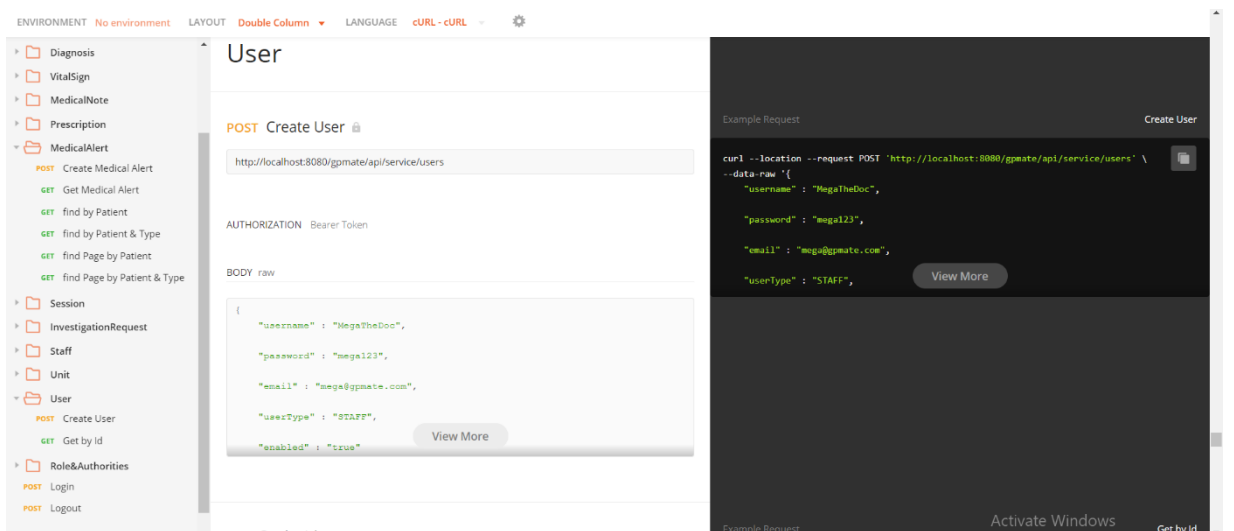 ENVIRONMENT No environment LAYOUT Double Column LANGUAGE cURL - cURL
Diagnosis
VitalSign
MedicalNote
Prescription
MedicalAlert
POST Create Medical Alert
GET Get Medical Alert
GET find by Patient
GET find by Patient & Type
GET find Page by Patient
GET find Page by Patient & Type
Session
InvestigationRequest
Staff
Unit
User
POST Create User
GET Get by Id
Role&Authorities
POST Login
POST Logout
User
POST Create User
http://localhost:8080/gpmate/api/service/users
AUTHORIZATION Bearer Token
BODY raw
{
"username" : "MegaTheDoc",
"password" : "mega123",
"email" : "mega@gpmate.com",
"userType" : "STAFF",
"enabled" : "true"
View More
Example Request Create User
curl --location --request POST 'http://localhost:8080/gpmate/api/service/users' \
--data-raw '{
"username" : "MegaTheDoc",
"password" : "mega123",
"email" : "mega@gpmate.com",
"userType" : "STAFF",
View More
Activate Windows
Example Request Get by Id